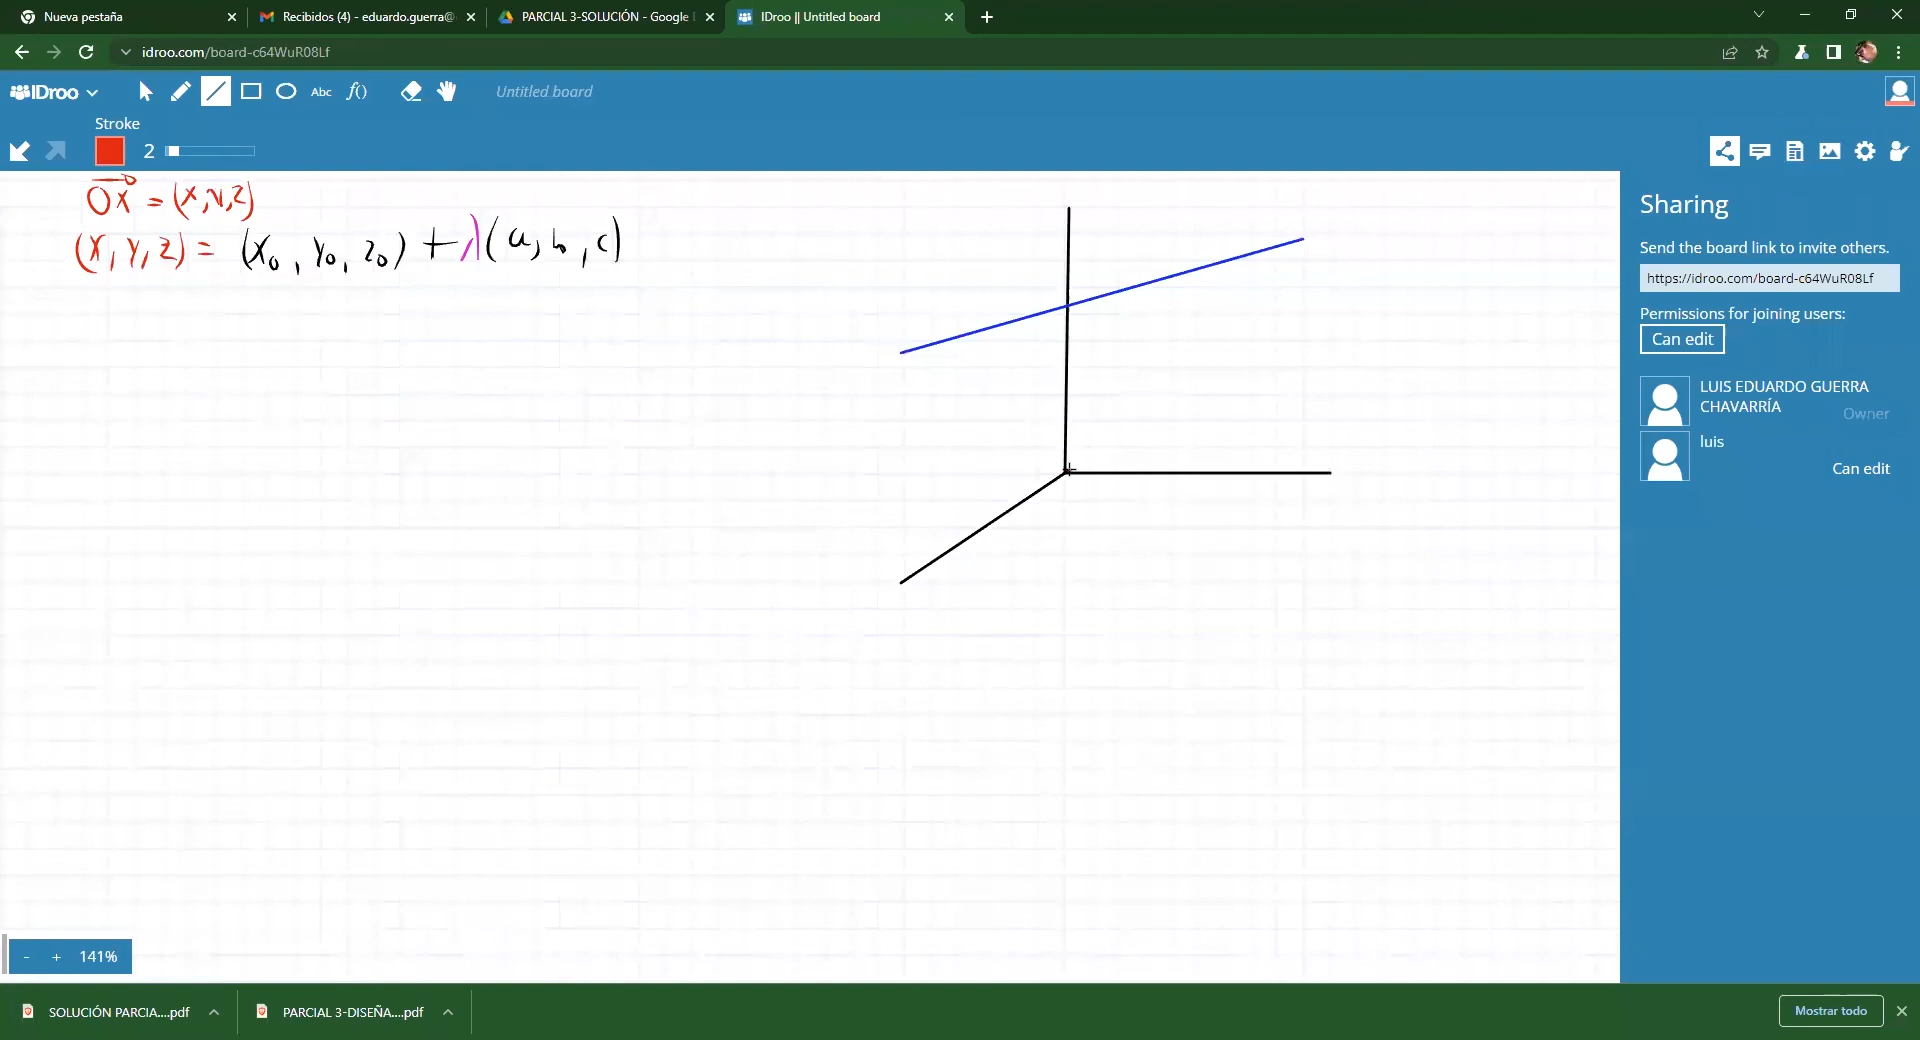 Nueva pestaña
Recibidos (4) - eduardo.guerra@
PARCIAL 3-SOLUCIÓN - Google
IDroo || Untitled board
idroo.com/board-c64WuR08Lf
IDroo
Abc
f()
Untitled board
Stroke
2
OX = (x, y, z)
(x, y, z) = (x₀, y₀, z₀) + λ(a, b, c)
Sharing
Send the board link to invite others.
https://idroo.com/board-c64WuR08Lf
Permissions for joining users:
Can edit
LUIS EDUARDO GUERRA
CHAVARRÍA
Owner
luis
Can edit
- + 141%
SOLUCIÓN PARCIA....pdf
PARCIAL 3-DISEÑA....pdf
Mostrar todo